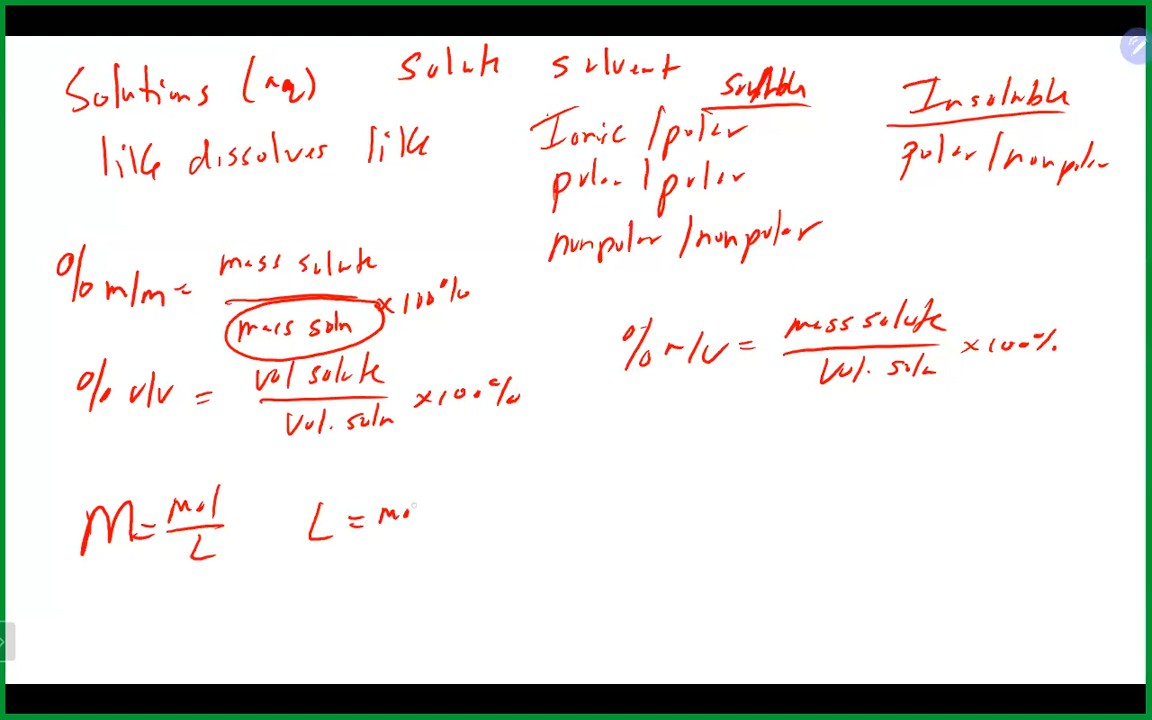 Solutions (aq) solute solvent
like dissolves like
soluble
Ionic / polar
polar / polar
nonpolar / nonpolar
Insoluble
polar / nonpolar
% m/m = mass solute / mass soln × 100%
% v/v = vol solute / vol. soln × 100%
% m/v = mass solute / vol. soln × 100%
M = mol / L
L = mo